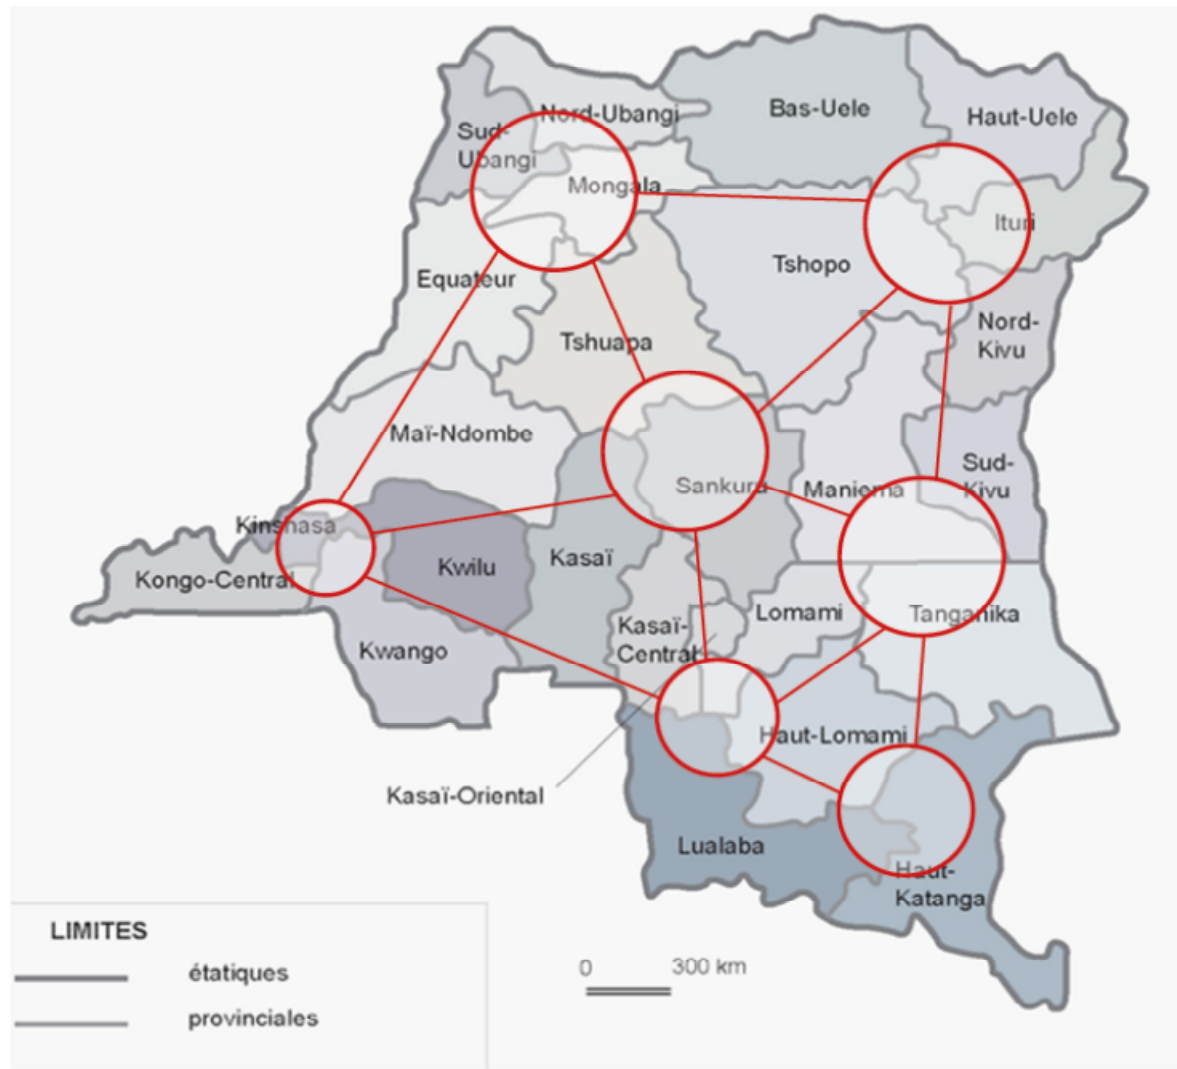 Nord-Ubangi
Bas-Uele
Haut-Uele
Sud-
Ubangi
Mongala
Ituri
Equateur
Tshopo
Nord-
Kivu
Tshuapa
Maï-Ndombe
Sankuru
Maniema
Sud-
Kivu
Kinshasa
Kongo-Central
Kwilu
Kasaï
Kwango
Kasaï-
Central
Lomami
Tanganika
Haut-Lomami
Kasaï-Oriental
Lualaba
Haut-
Katanga
LIMITES
étatiques
provinciales
0 300 km